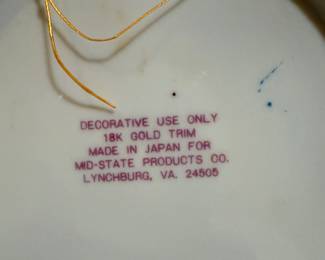 DECORATIVE USE ONLY
18K GOLD TRIM
MADE IN JAPAN FOR
MID-STATE PRODUCTS CO.
LYNCHBURG, VA. 24505